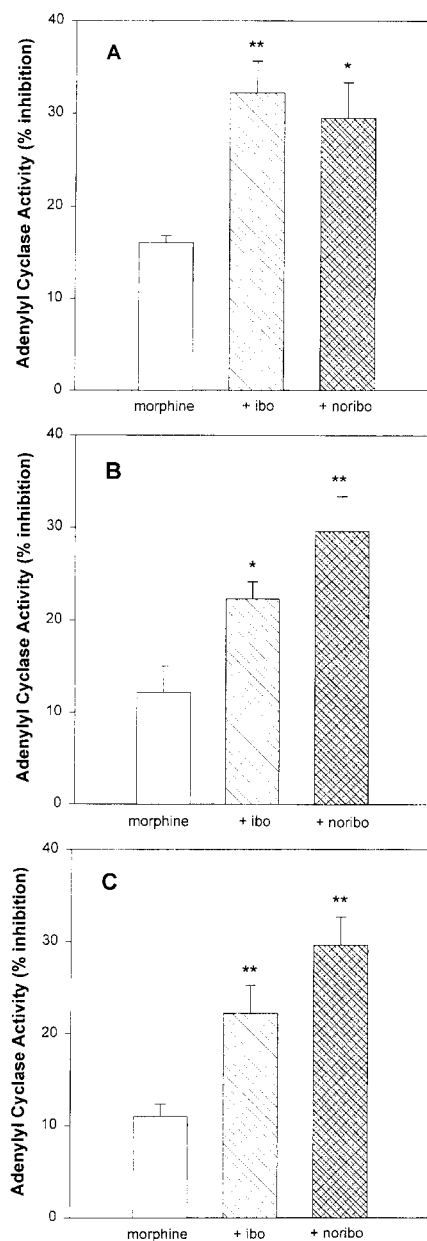 A
Adenylyl Cyclase Activity (% inhibition)
40
30
20
10
0
**
*
morphine + ibo + noribo
B
Adenylyl Cyclase Activity (% inhibition)
40
30
20
10
0
*
**
morphine + ibo + noribo
C
Adenylyl Cyclase Activity (% inhibition)
40
30
20
10
0
**
**
morphine + ibo + noribo